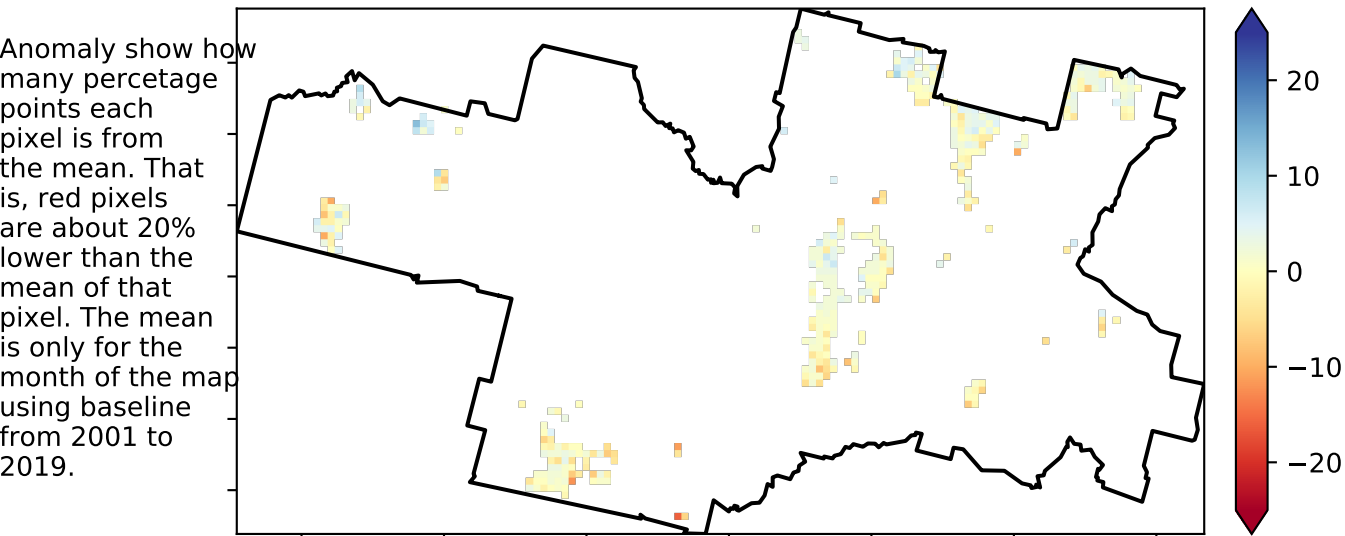 Anomaly show how
many percetage
points each
pixel is from
the mean. That
is, red pixels
are about 20%
lower than the
mean of that
pixel. The mean
is only for the
month of the map
using baseline
from 2001 to
2019.
20
10
0
−10
−20